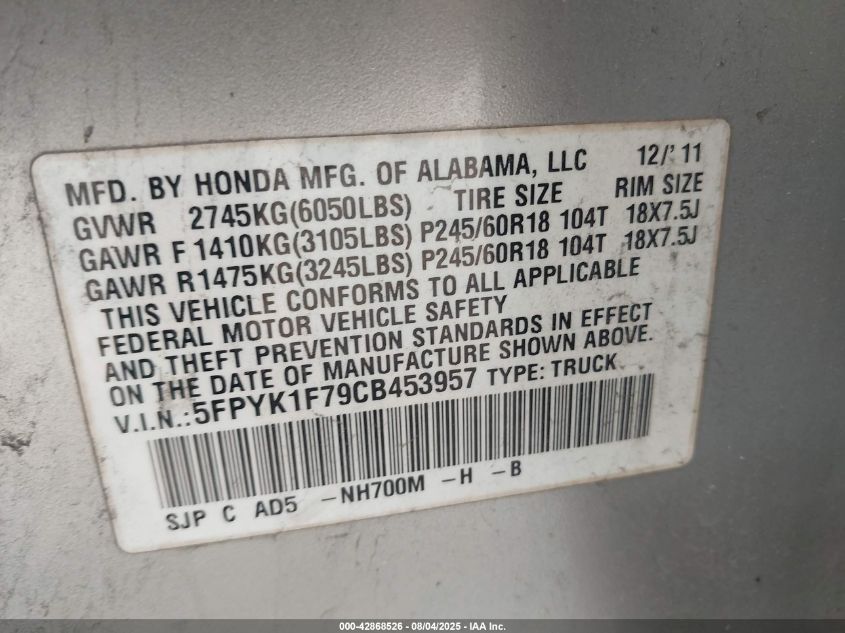 MFD. BY HONDA MFG. OF ALABAMA, LLC 12/'11
GVWR 2745KG(6050LBS) TIRE SIZE RIM SIZE
GAWR F 1410KG(3105LBS) P245/60R18 104T 18X7.5J
GAWR R1475KG(3245LBS) P245/60R18 104T 18X7.5J
THIS VEHICLE CONFORMS TO ALL APPLICABLE
FEDERAL MOTOR VEHICLE SAFETY
AND THEFT PREVENTION STANDARDS IN EFFECT
ON THE DATE OF MANUFACTURE SHOWN ABOVE.
V.I.N.:5FPYK1F79CB453957 TYPE: TRUCK
SJP C AD5 -NH700M -H -B
000-42868526 - 08/04/2025 - IAA Inc.